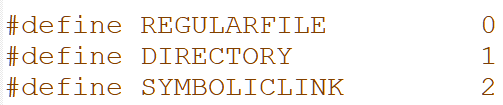 #define REGULARFILE 0
#define DIRECTORY 1
#define SYMBOLICLINK 2